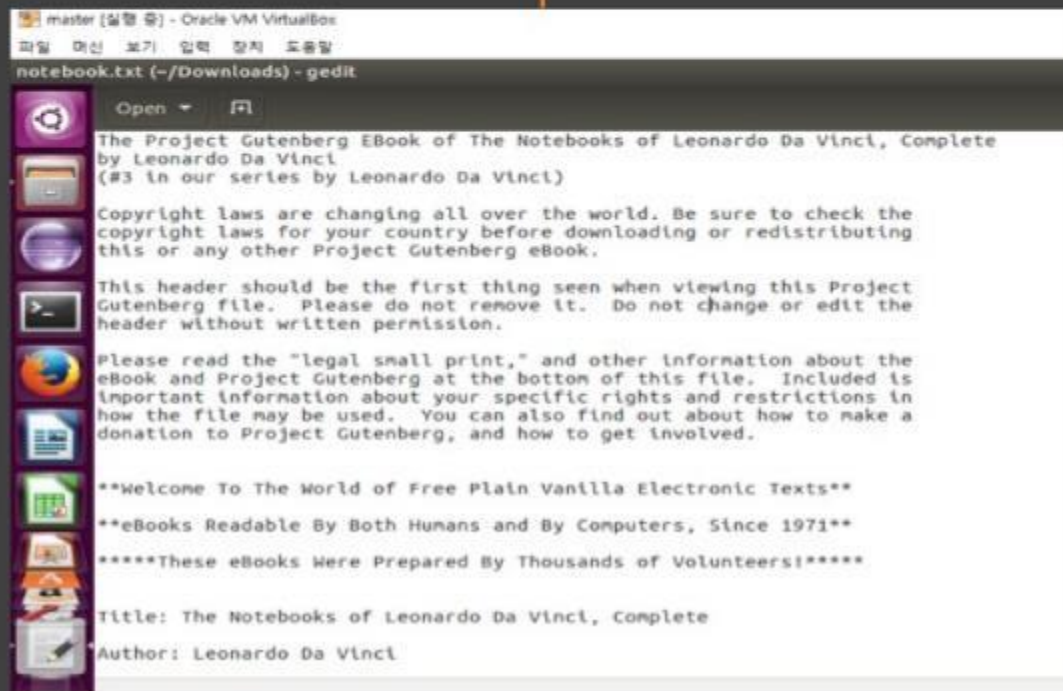 master [실행 중] - Oracle VM VirtualBox
파일 머신 보기 입력 장치 도움말
notebook.txt (~/Downloads) - gedit
Open
The Project Gutenberg EBook of The Notebooks of Leonardo Da Vinci, Complete
by Leonardo Da Vinci
(#3 in our series by Leonardo Da Vinci)
Copyright laws are changing all over the world. Be sure to check the
copyright laws for your country before downloading or redistributing
this or any other Project Gutenberg eBook.
This header should be the first thing seen when viewing this Project
Gutenberg file.  Please do not remove it.  Do not change or edit the
header without written permission.
Please read the "legal small print," and other information about the
eBook and Project Gutenberg at the bottom of this file.  Included is
important information about your specific rights and restrictions in
how the file may be used.  You can also find out about how to make a
donation to Project Gutenberg, and how to get involved.
**Welcome To The World of Free Plain Vanilla Electronic Texts**
**eBooks Readable By Both Humans and By Computers, Since 1971**
*****These eBooks Were Prepared By Thousands of Volunteers!*****
Title: The Notebooks of Leonardo Da Vinci, Complete
Author: Leonardo Da Vinci